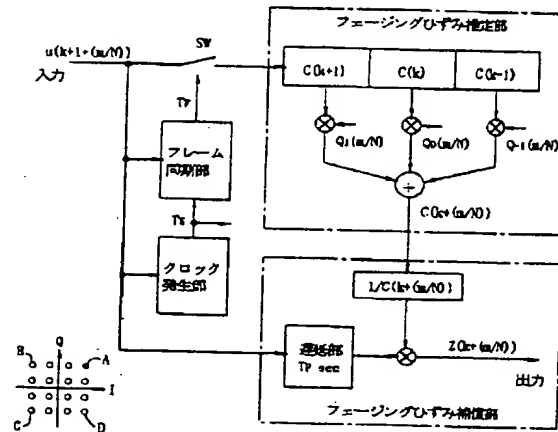 フェージングひずみ推定部
u(k+1+(m/N)
入力
SW
C(k+1)
C(k)
C(k-1)
TF
Q1(m/N)
Q0(m/N)
Q-1(m/N)
フレーム
同期部
+
C(k+(m/N))
TS
クロック
発生部
1/C(k+(m/N))
遅延部
TF sec
Z(k+(m/N))
出力
フェージングひずみ補償部
Q
B
A
I
C
D